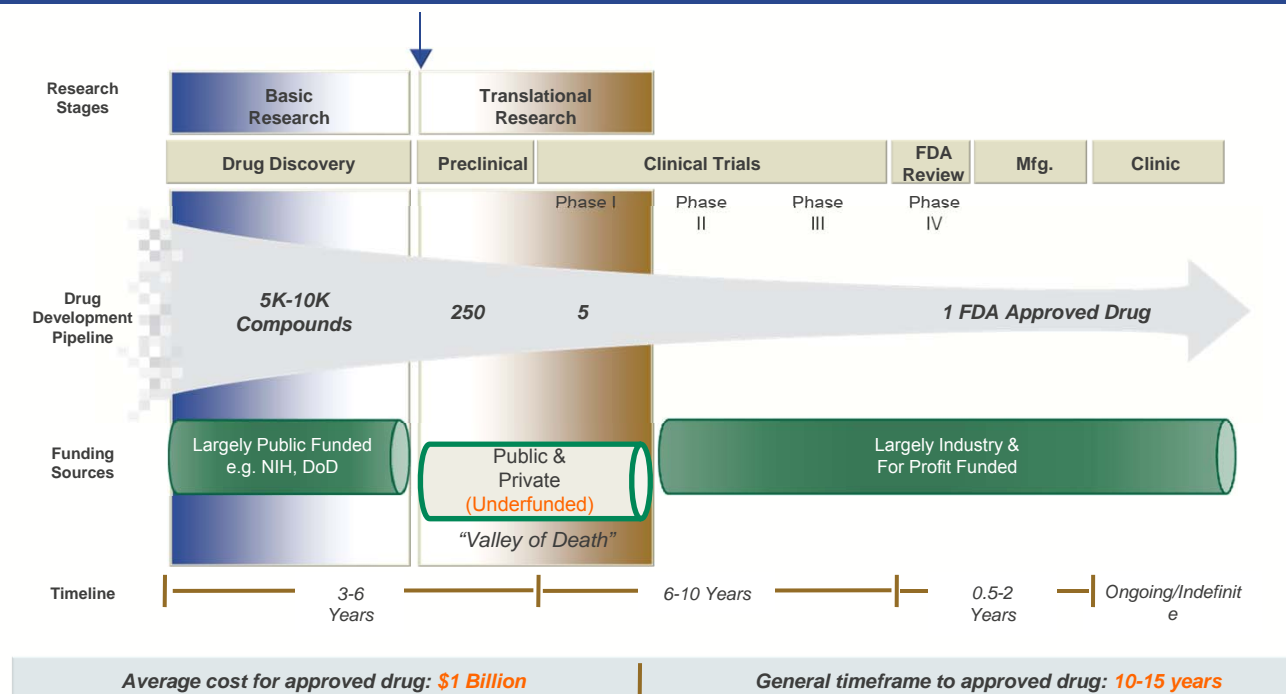 Research
Stages
Basic
Research
Translational
Research
Drug Discovery
Preclinical
Clinical Trials
FDA
Review
Mfg.
Clinic
Phase I
Phase
II
Phase
III
Phase
IV
Drug
Development
Pipeline
5K-10K
Compounds
250
5
1 FDA Approved Drug
Funding
Sources
Largely Public Funded
e.g. NIH, DoD
Public &
Private
(Underfunded)
Largely Industry &
For Profit Funded
“Valley of Death”
Timeline
3-6
Years
6-10 Years
0.5-2
Years
Ongoing/Indefinit
e
Average cost for approved drug: $1 Billion
General timeframe to approved drug: 10-15 years